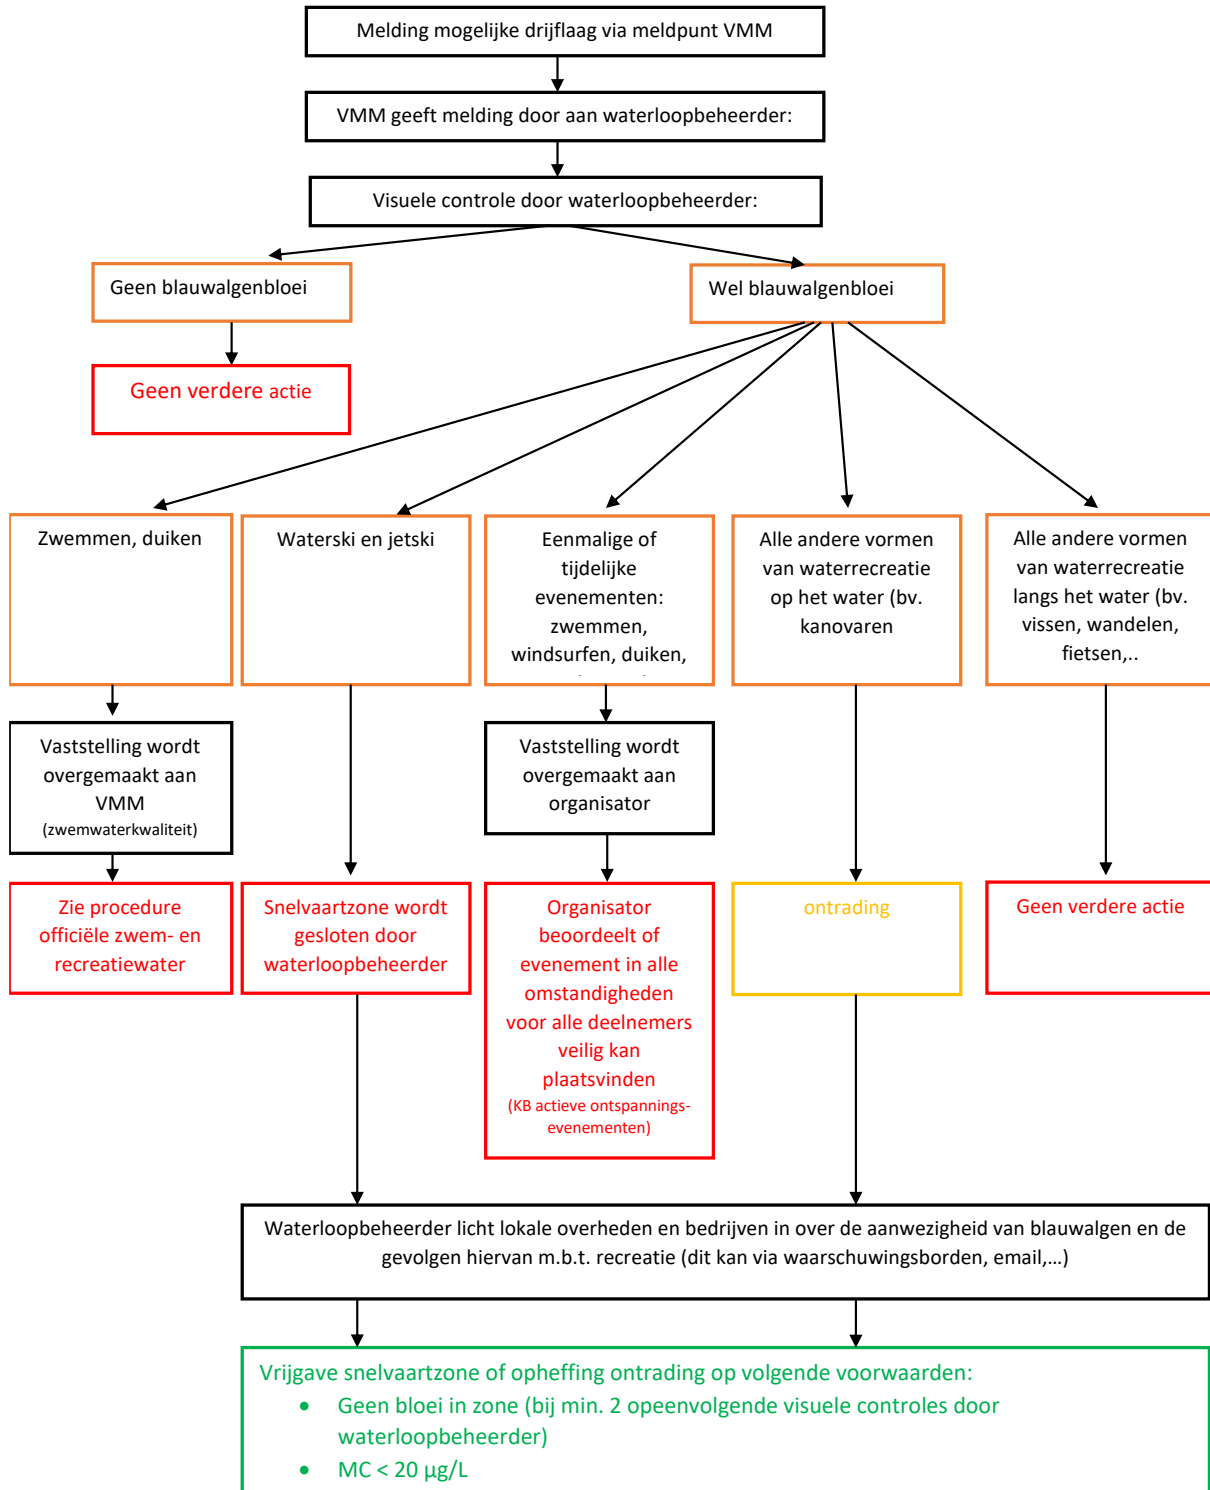 Melding mogelijke drijflaag via meldpunt VMM
VMM geeft melding door aan waterloopbeheerder:
Visuele controle door waterloopbeheerder:
Geen blauwalgenbloei
Wel blauwalgenbloei
Geen verdere actie
Zwemmen, duiken
Waterski en jetski
Eenmalige of
tijdelijke
evenementen:
zwemmen,
windsurfen, duiken,
Alle andere vormen
van waterrecreatie
op het water (bv.
kanovaren
Alle andere vormen
van waterrecreatie
langs het water (bv.
vissen, wandelen,
fietsen,..
Vaststelling wordt
overgemaakt aan
VMM
(zwemwaterkwaliteit)
Vaststelling wordt
overgemaakt aan
organisator
Zie procedure
officiële zwem- en
recreatiewater
Snelvaartzone wordt
gesloten door
waterloopbeheerder
Organisator
beoordeelt of
evenement in alle
omstandigheden
voor alle deelnemers
veilig kan
plaatsvinden
(KB actieve ontspannings-
evenementen)
ontrading
Geen verdere actie
Waterloopbeheerder licht lokale overheden en bedrijven in over de aanwezigheid van blauwalgen en de
gevolgen hiervan m.b.t. recreatie (dit kan via waarschuwingsborden, email,…)
Vrijgave snelvaartzone of opheffing ontrading op volgende voorwaarden:
• Geen bloei in zone (bij min. 2 opeenvolgende visuele controles door
waterloopbeheerder)
• MC < 20 µg/L